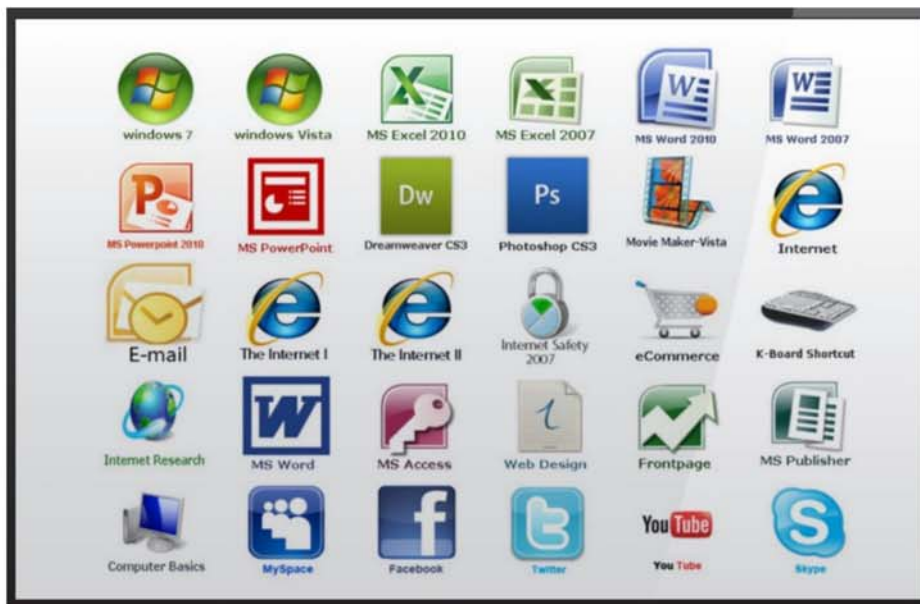 windows 7
windows Vista
MS Excel 2010
MS Excel 2007
W
MS Word 2010
W
MS Word 2007
P
MS Powerpoint 2010
MS PowerPoint
Dw
Dreamweaver CS3
Ps
Photoshop CS3
Movie Maker-Vista
e
Internet
E-mail
e
The Internet I
e
The Internet II
Internet Safety
2007
eCommerce
K-Board Shortcut
Internet Research
W
MS Word
MS Access
i
Web Design
Frontpage
MS Publisher
Computer Basics
MySpace
f
Facebook
t
Twitter
YouTube
You Tube
S
Skype